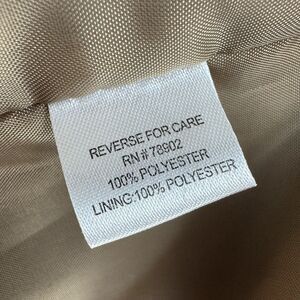 REVERSE FOR CARE
RN#78902
100% POLYESTER
LINING:100% POLYESTER